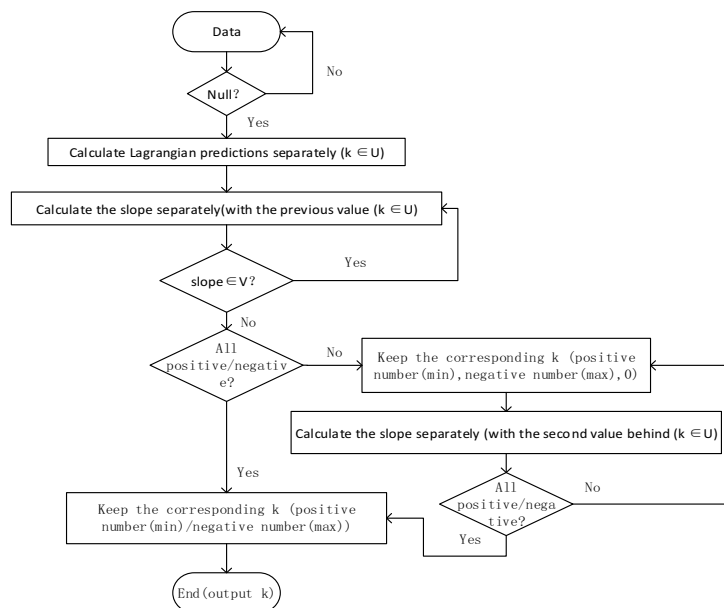 Data
No
Null?
Yes
Calculate Lagrangian predictions separately (k ∈U)
Calculate the slope separately(with the previous value (k ∈U)
Yes
slope∈V?
No
All
positive/negativ
e?
No
Keep the corresponding k (positive
number(min),negative number(max),0)
Calculate the slope separately (with the second value behind (k ∈U)
Yes
All
positive/nega
tive?
No
Keep the corresponding k (positive
number(min)/negative number(max))
Yes
End(output k)